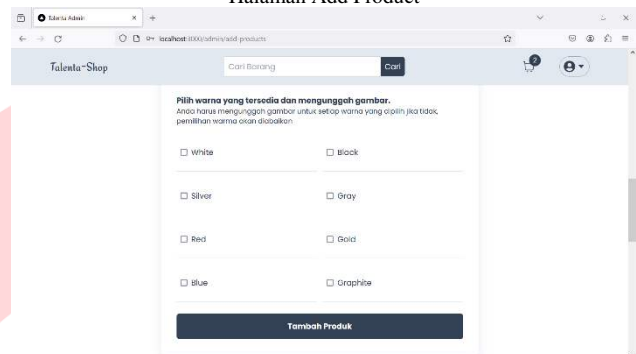 Halaman Add Product
Talenta Admin
localhost:3000/admin/add-products
Talenta-Shop
Cari Barang
Cari
2
Pilih warna yang tersedia dan mengunggah gambar.
Anda harus mengunggah gambar untuk setiap warna yang dipilih jika tidak,
pemilihan warna akan diabaikan
White
Black
Silver
Gray
Red
Gold
Blue
Graphite
Tambah Produk